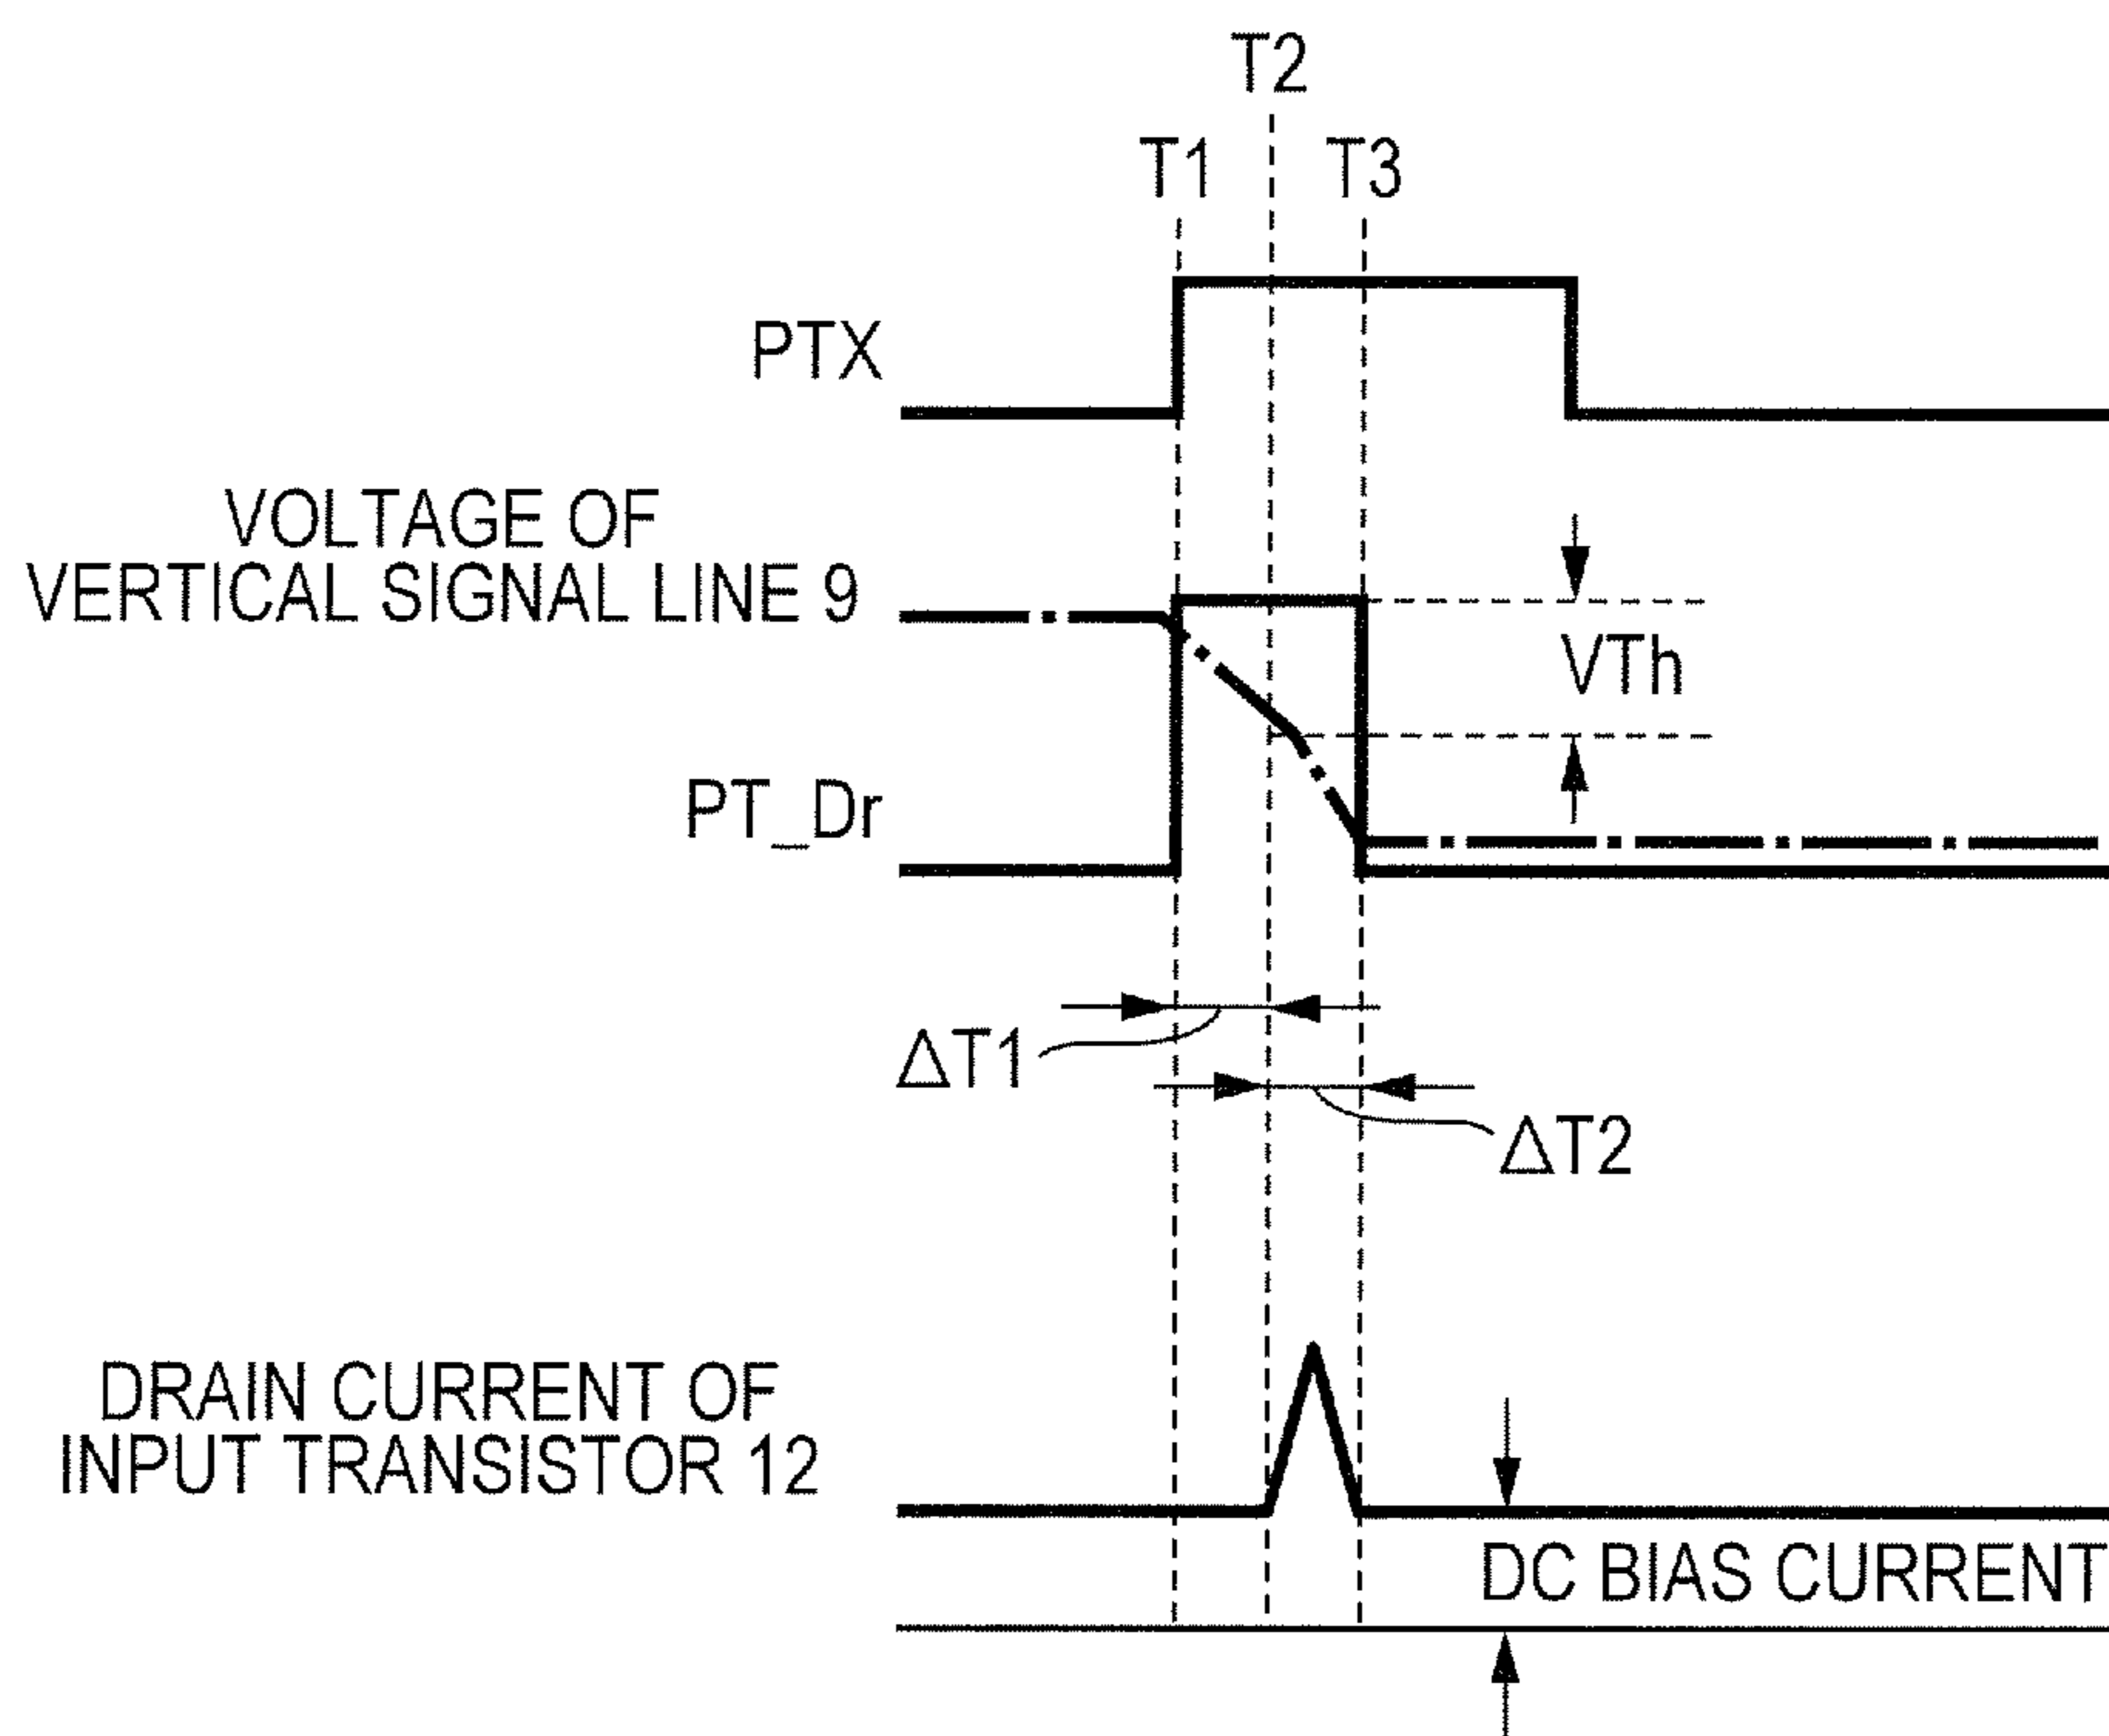 T2
T1
T3
PTX
VOLTAGE OF
VERTICAL SIGNAL LINE 9
VTh
PT_Dr
ΔT1
ΔT2
DRAIN CURRENT OF
INPUT TRANSISTOR 12
DC BIAS CURRENT